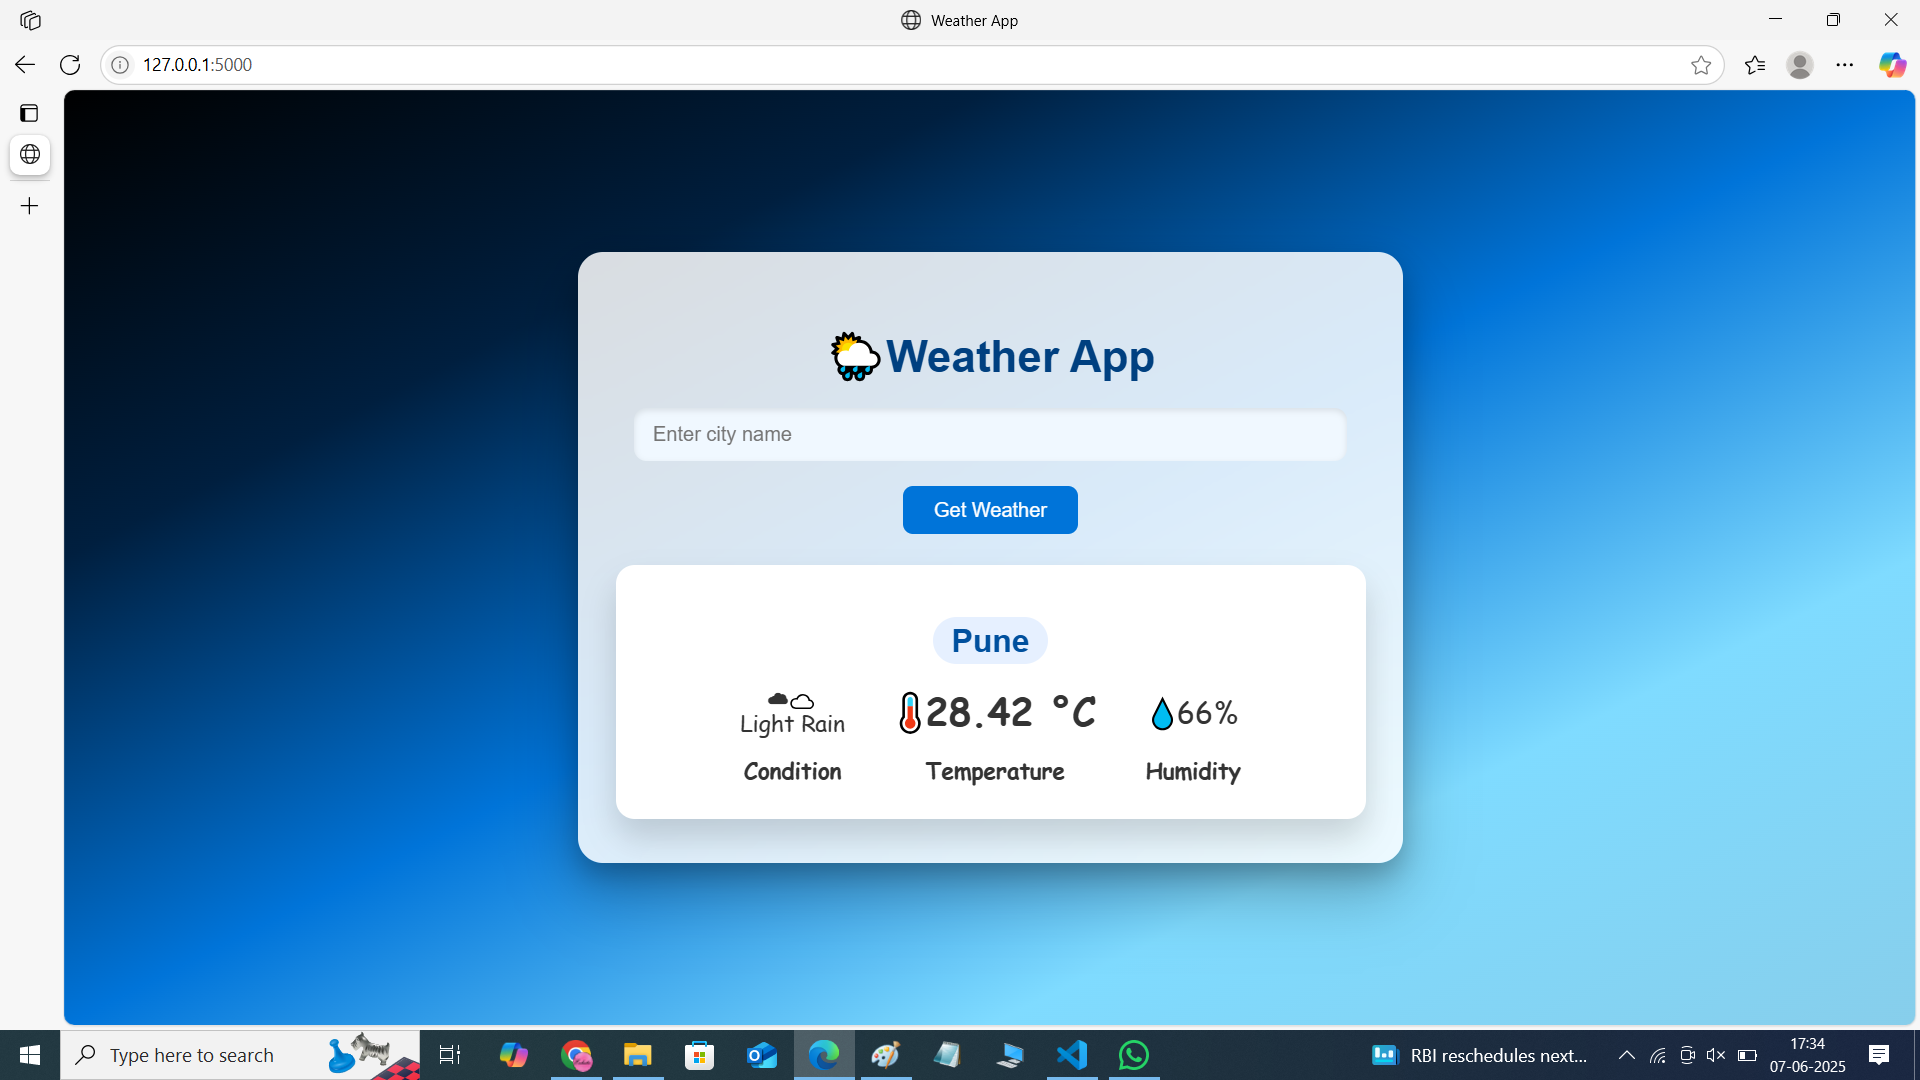 Weather App
127.0.0.1:5000
Weather App
Enter city name
Get Weather
Pune
Light Rain
28.42 °C
66%
Condition
Temperature
Humidity
Type here to search
RBI reschedules next...
17:34
07-06-2025